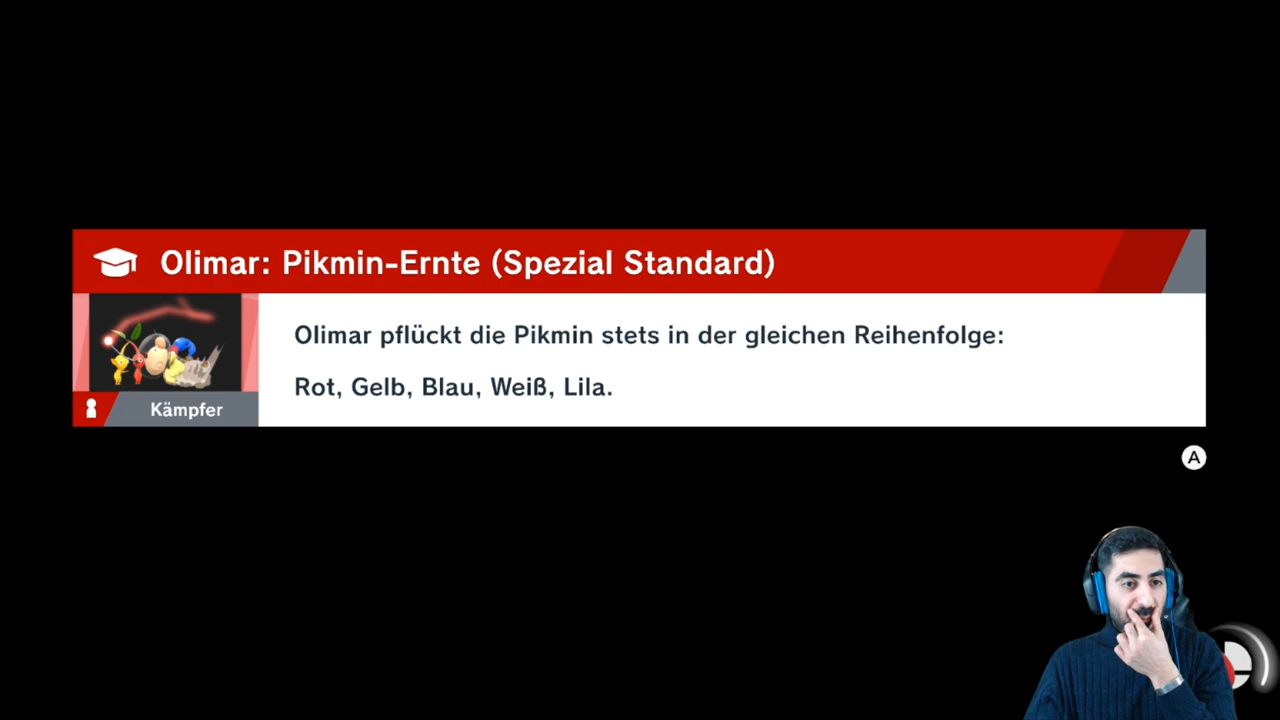 Olimar: Pikmin-Ernte (Spezial Standard)
Olimar pflückt die Pikmin stets in der gleichen Reihenfolge:
Rot, Gelb, Blau, Weiß, Lila.
Kämpfer
A